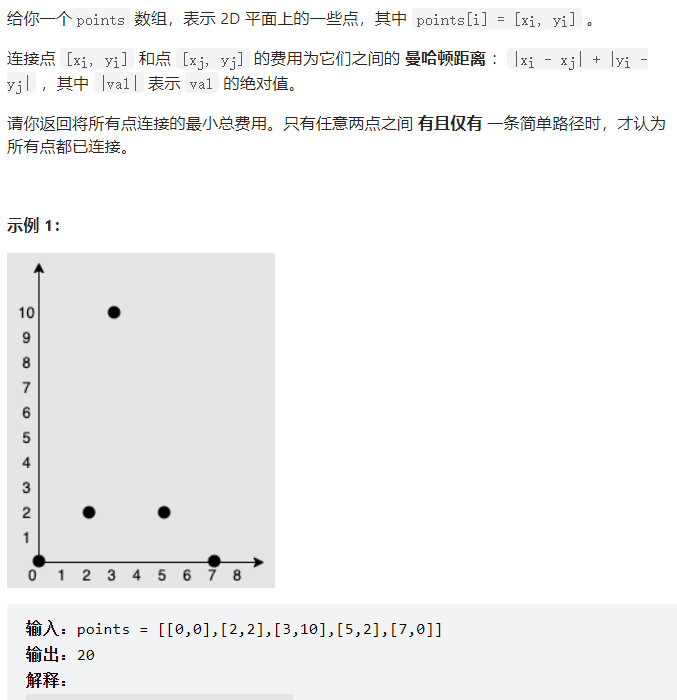 给你一个points 数组，表示 2D 平面上的一些点，其中 points[i] = [xi, yi] 。
连接点 [xi, yi] 和点 [xj, yj] 的费用为它们之间的 曼哈顿距离 ：|xi - xj| + |yi -
yj| ，其中 |val| 表示 val 的绝对值。
请你返回将所有点连接的最小总费用。只有任意两点之间 有且仅有 一条简单路径时，才认为
所有点都已连接。
示例 1：
10
9
8
7
6
5
4
3
2
1
0 1 2 3 4 5 6 7 8
输入：points = [[0,0],[2,2],[3,10],[5,2],[7,0]]
输出：20
解释：